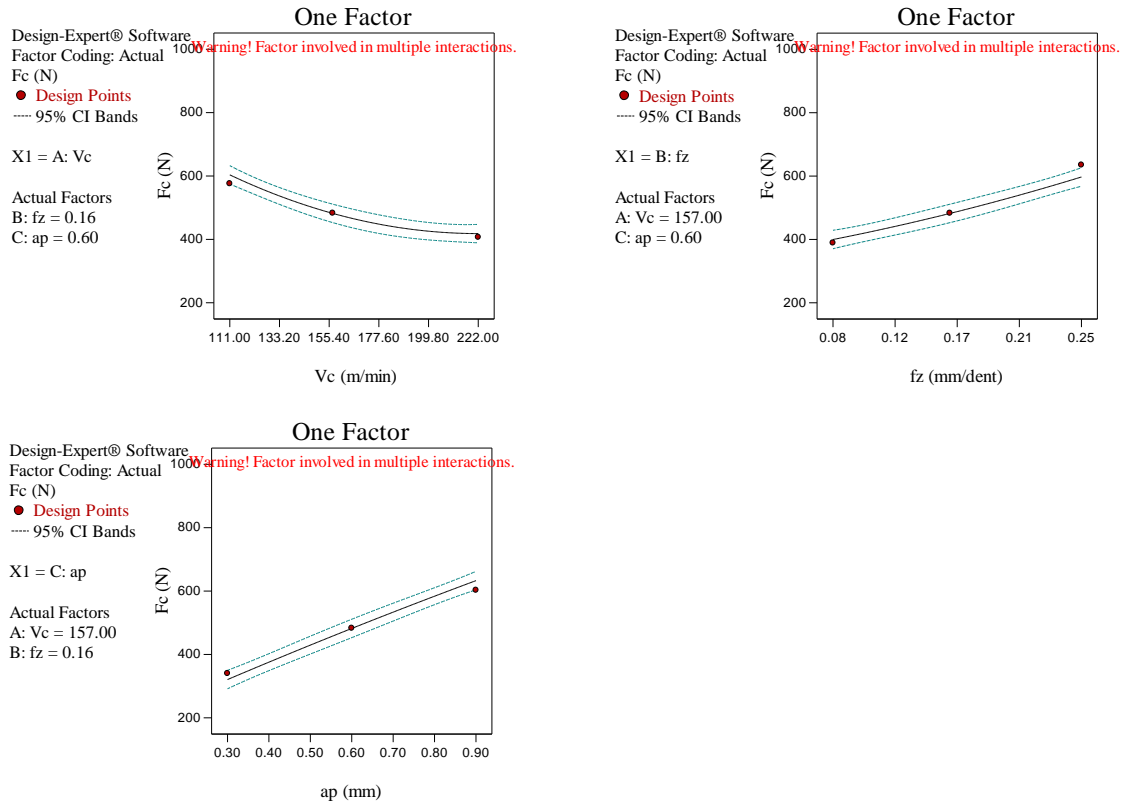 One Factor
Design-Expert® Software
Factor Coding: Actual
Fc (N)
Design Points
95% CI Bands
X1 = A: Vc
Actual Factors
B: fz = 0.16
C: ap = 0.60
Warning! Factor involved in multiple interactions.
Fc (N)
1000
800
600
400
200
111.00 133.20 155.40 177.60 199.80 222.00
Vc (m/min)
One Factor
Design-Expert® Software
Factor Coding: Actual
Fc (N)
Design Points
95% CI Bands
X1 = B: fz
Actual Factors
A: Vc = 157.00
C: ap = 0.60
Warning! Factor involved in multiple interactions.
Fc (N)
1000
800
600
400
200
0.08 0.12 0.17 0.21 0.25
fz (mm/dent)
One Factor
Design-Expert® Software
Factor Coding: Actual
Fc (N)
Design Points
95% CI Bands
X1 = C: ap
Actual Factors
A: Vc = 157.00
B: fz = 0.16
Warning! Factor involved in multiple interactions.
Fc (N)
1000
800
600
400
200
0.30 0.40 0.50 0.60 0.70 0.80 0.90
ap (mm)